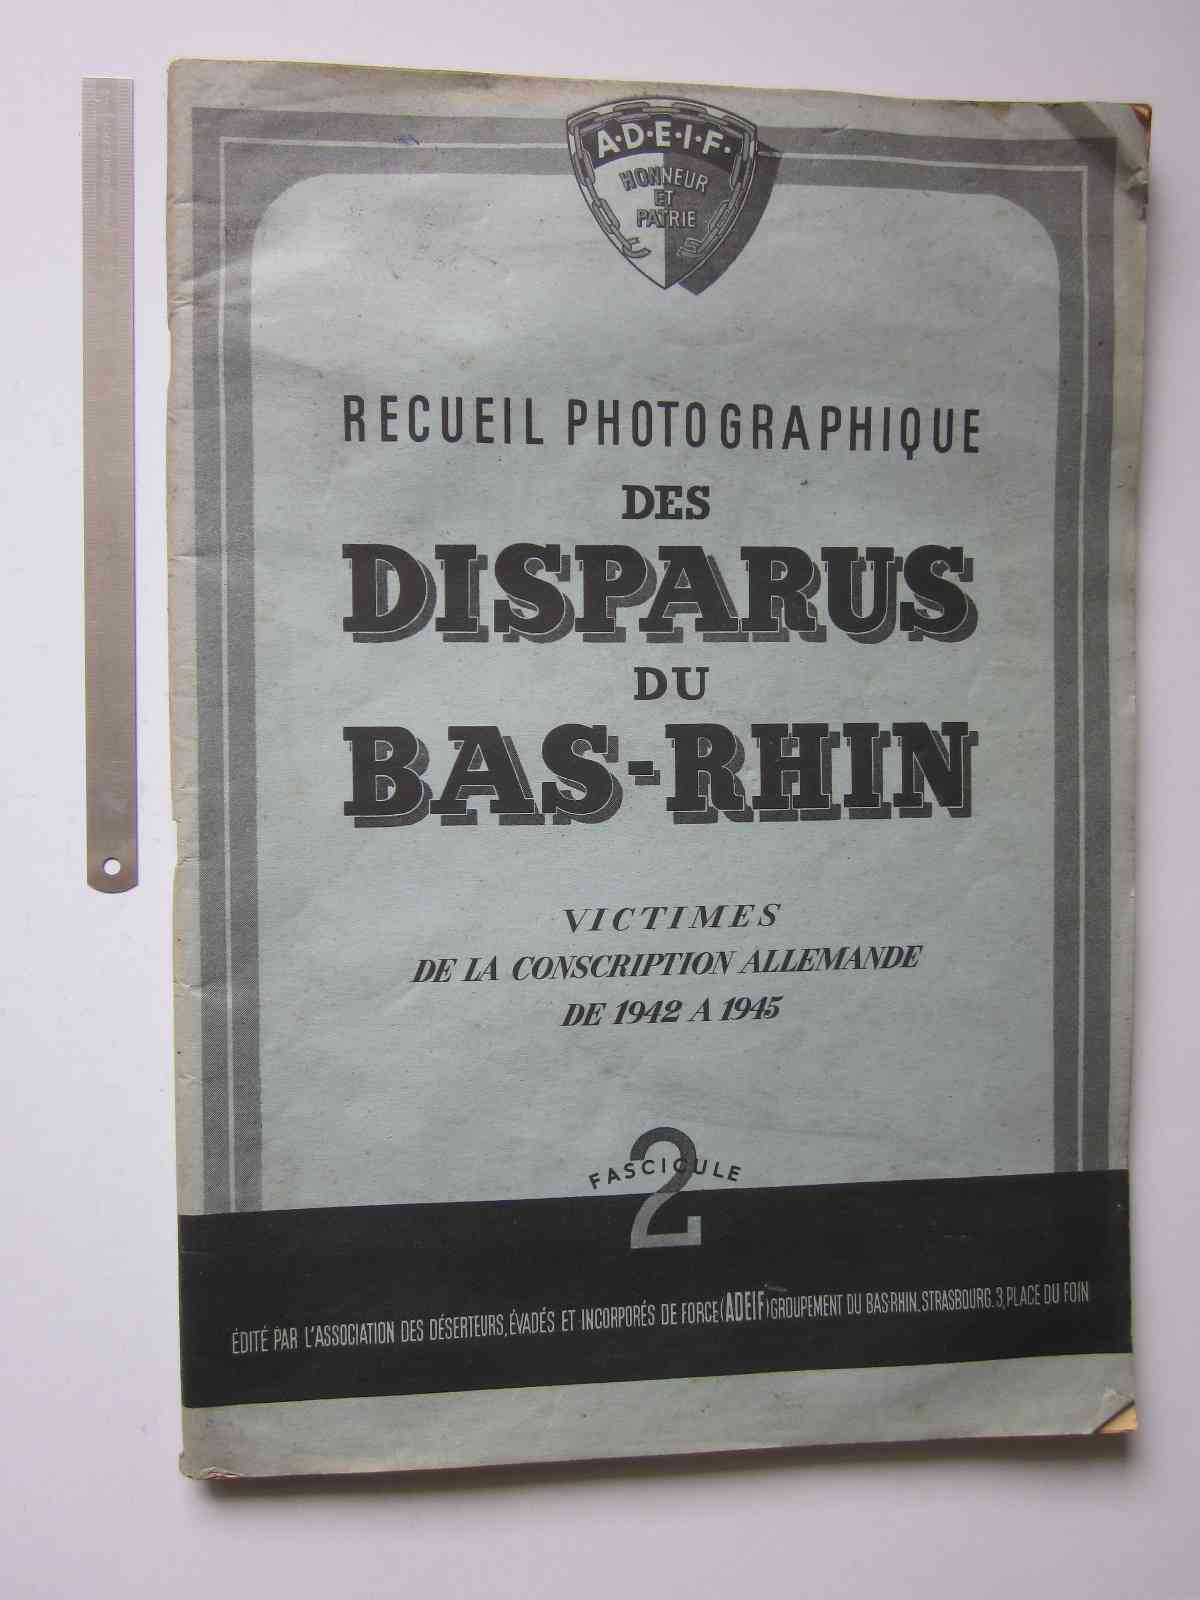 A·D·E·I·F·
HONNEUR
ET
PATRIE
RECUEIL PHOTOGRAPHIQUE
DES
DISPARUS
DU
BAS-RHIN
VICTIMES
DE LA CONSCRIPTION ALLEMANDE
DE 1942 A 1945
FASCICULE
2
ÉDITÉ PAR L'ASSOCIATION DES DÉSERTEURS, ÉVADÉS ET INCORPORÉS DE FORCE (ADEIF) GROUPEMENT DU BAS-RHIN. STRASBOURG. 3, PLACE DU FOIN